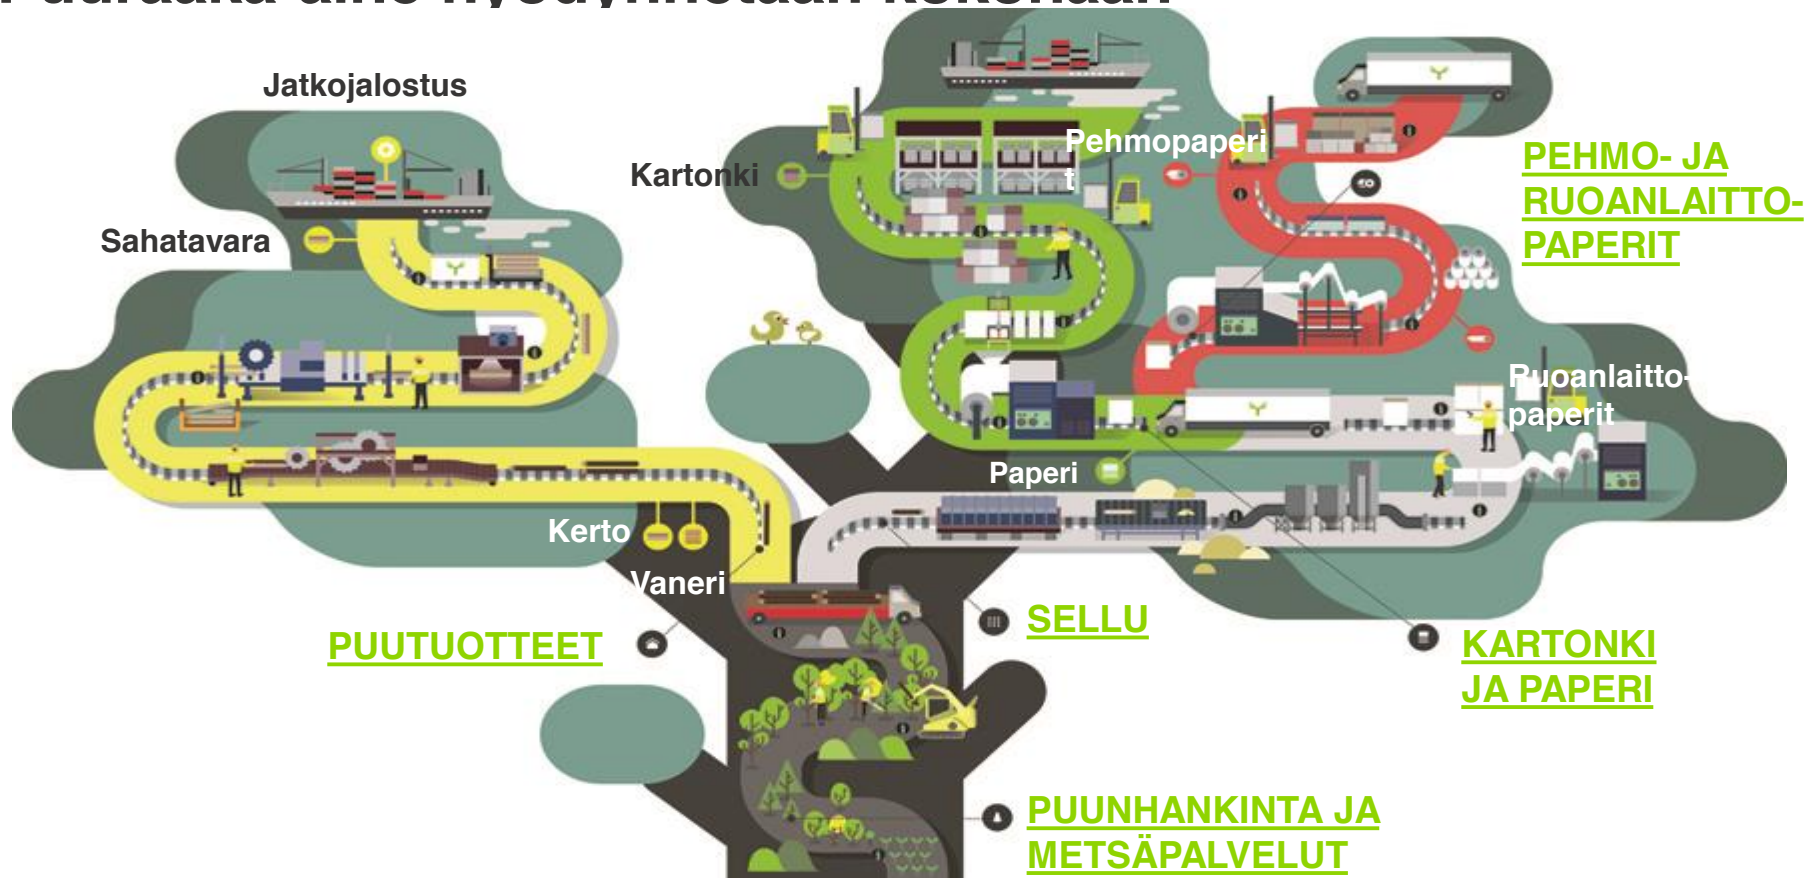 Jatkojalostus
Sahatavara
Kartonki
Pehmopaperi
t
PEHMO- JA
RUOANLAITTO-
PAPERIT
Ruoanlaitto-
paperit
Paperi
Kerto
Vaneri
PUUTUOTTEET
SELLU
KARTONKI
JA PAPERI
PUUNHANKINTA JA
METSÄPALVELUT